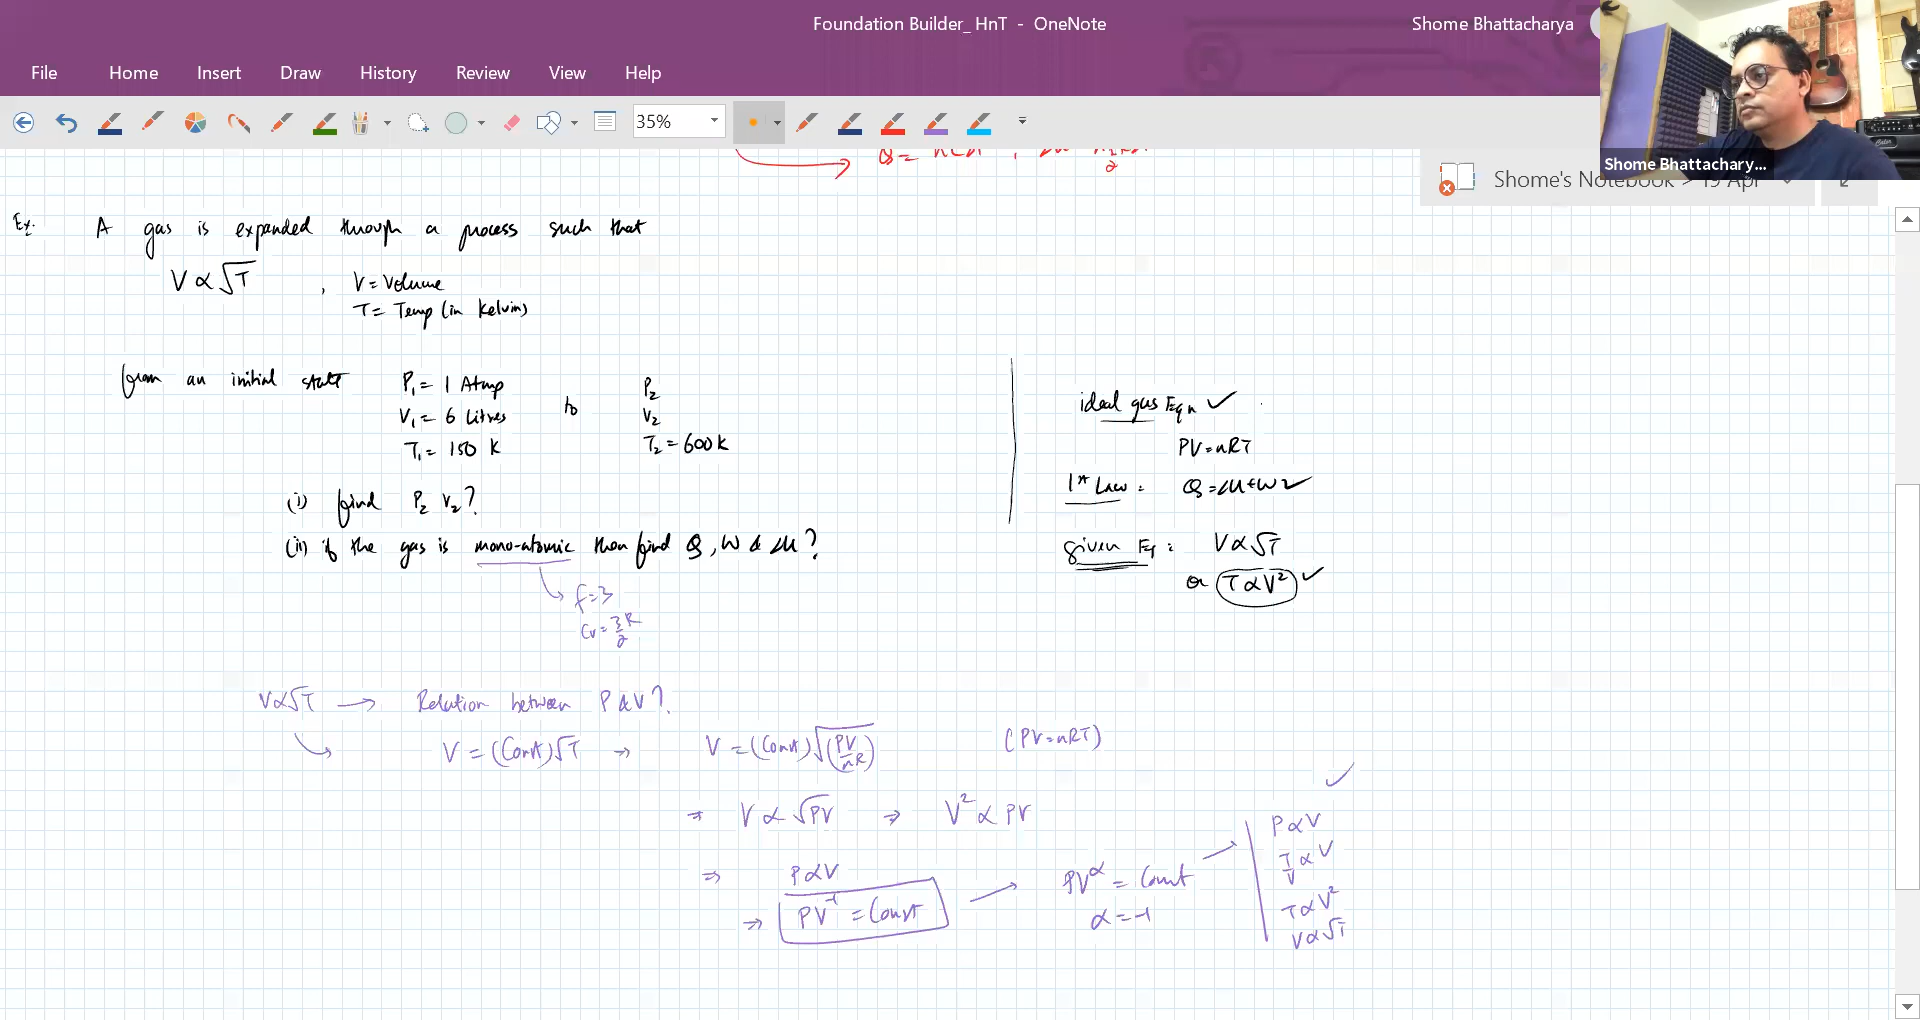 Foundation Builder_ HnT - OneNote
Shome Bhattacharya
File Home Insert Draw History Review View Help
35%
Shome Bhattachary...
Shome's Notebook > 19 Apr
Ex. A gas is expanded through a process such that
V ∝ √T , V = Volume
T = Temp (in Kelvin)
from an initial state P₁ = 1 Atmp to P₂
V₁ = 6 Litres V₂
T₁ = 150 K T₂ = 600 K
(i) find P₂ V₂?
(ii) if the gas is mono-atomic then find Q, W & ΔU?
f = 3
Cv = 3R/2
ideal gas Eqn ✓
PV = nRT
1st Law : Q = ΔU + W ✓
given Eq : V ∝ √T
or T ∝ V² ✓
V ∝ √T → Relation between P & V?
V = (Const)√T ⇒ V = (Const)√(PV/nR) (PV = nRT)
⇒ V ∝ √PV ⇒ V² ∝ PV
⇒ P ∝ V
⇒ PV⁻¹ = Const → PV^α = Const
α = -1
P ∝ V
T/V ∝ V
T ∝ V²
V ∝ √T